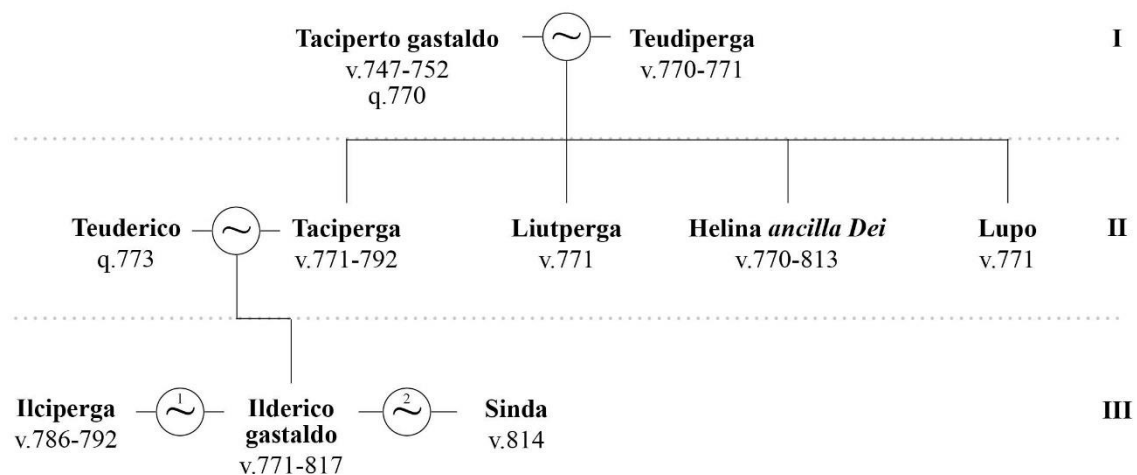 Taciperto gastaldo ~ Teudiperga I
v.747-752 v.770-771
q.770
Teuderico ~ Taciperga Liutperga Helina ancilla Dei Lupo II
q.773 v.771-792 v.771 v.770-813 v.771
Ilciperga 1 ~ Ilderico 2 ~ Sinda III
v.786-792 gastaldo v.814
v.771-817